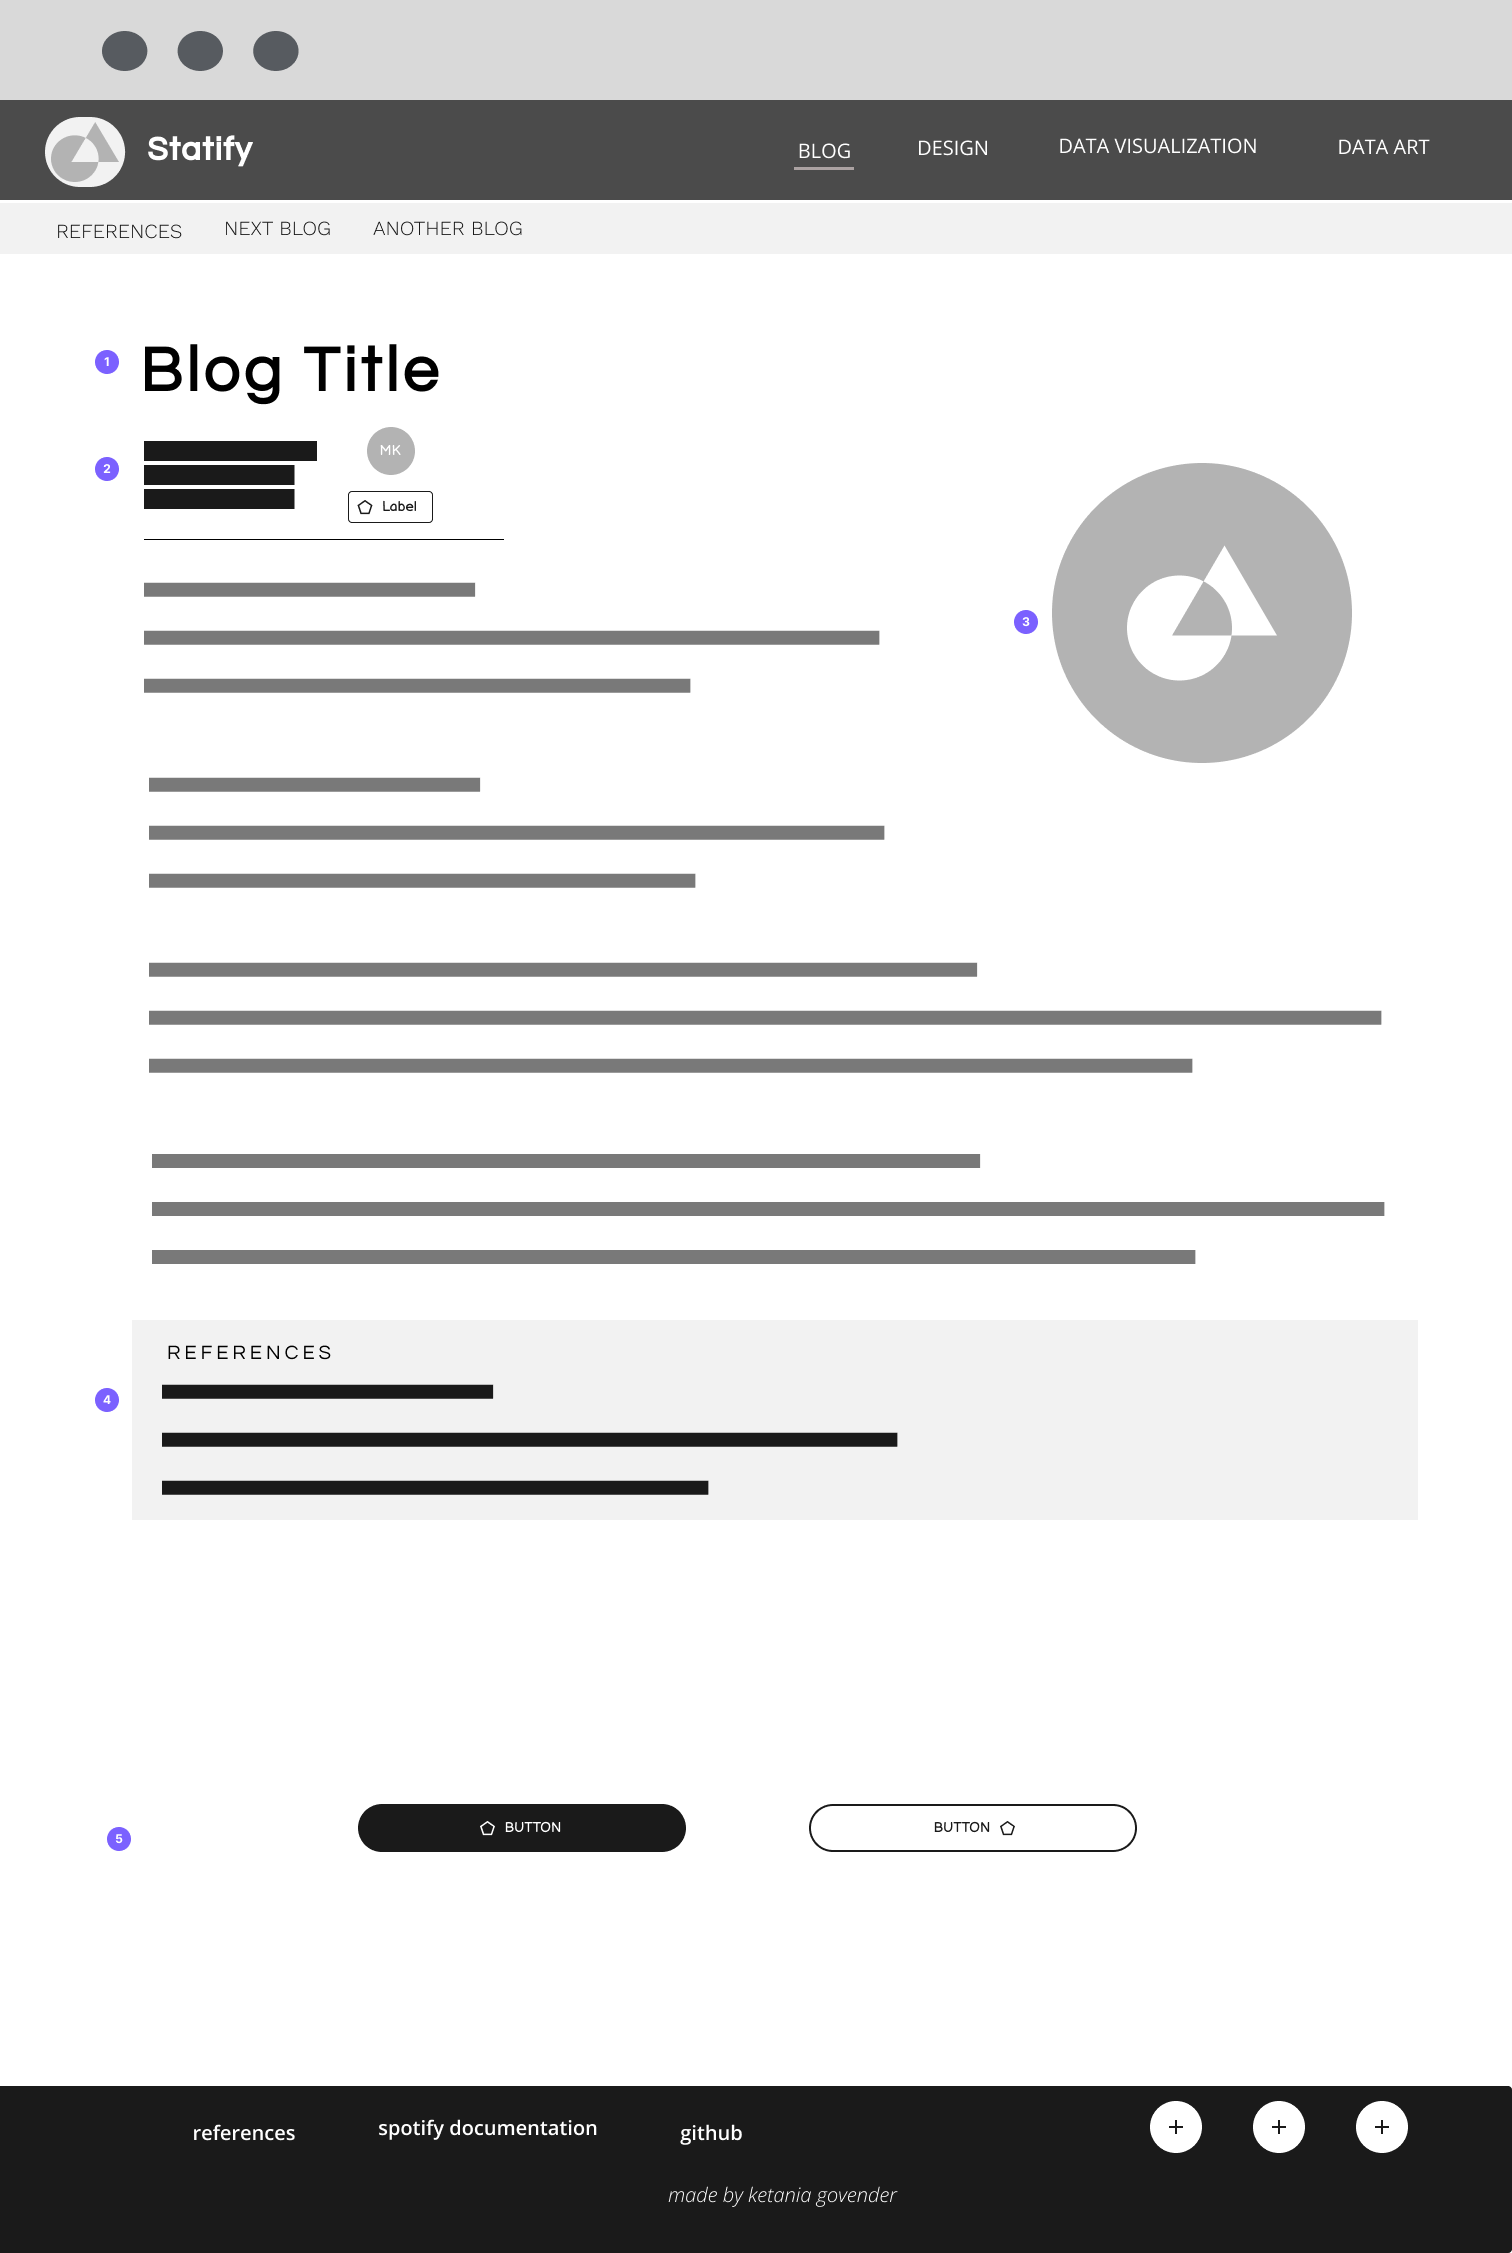 Statify
BLOG DESIGN DATA VISUALIZATION DATA ART
REFERENCES NEXT BLOG ANOTHER BLOG
1 Blog Title
2 MK
Label
3
REFERENCES
4
BUTTON BUTTON
5
references spotify documentation github
made by ketania govender